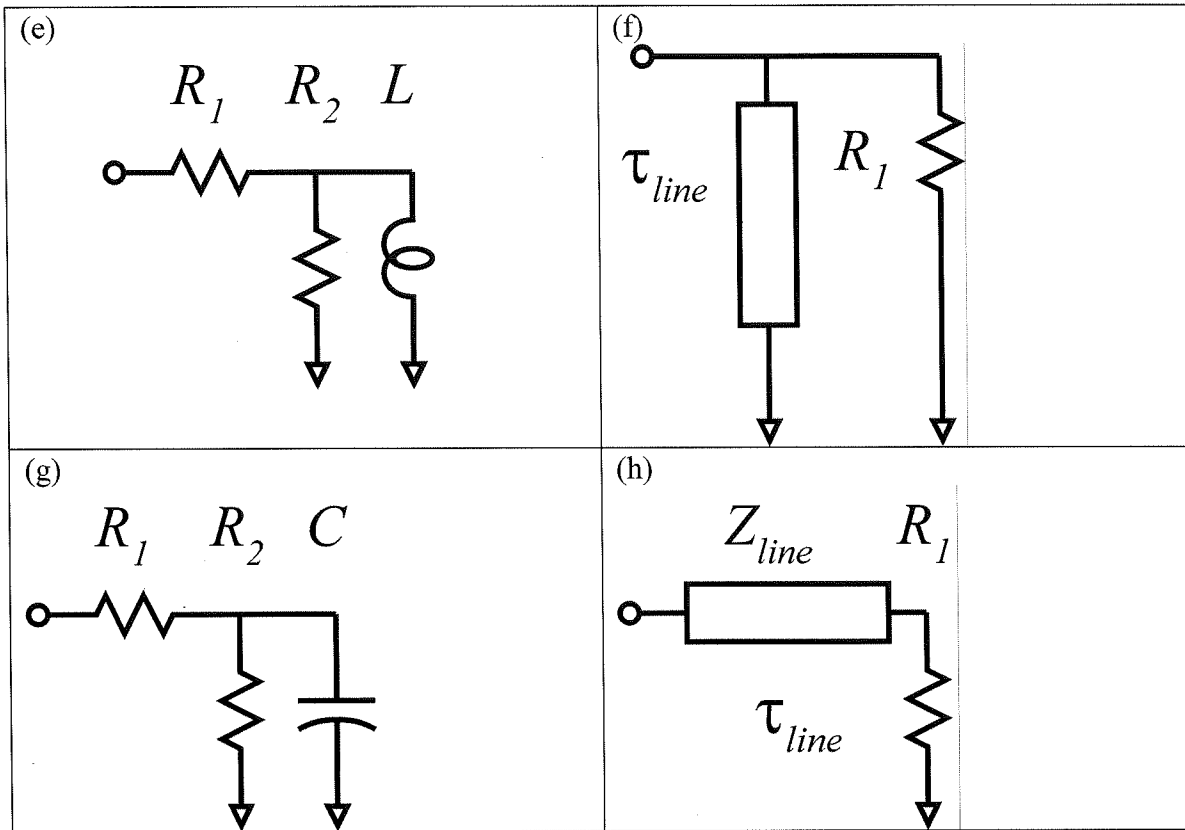 (e)
R1 R2 L
(f)
τline R1
(g)
R1 R2 C
(h)
Zline R1
τline